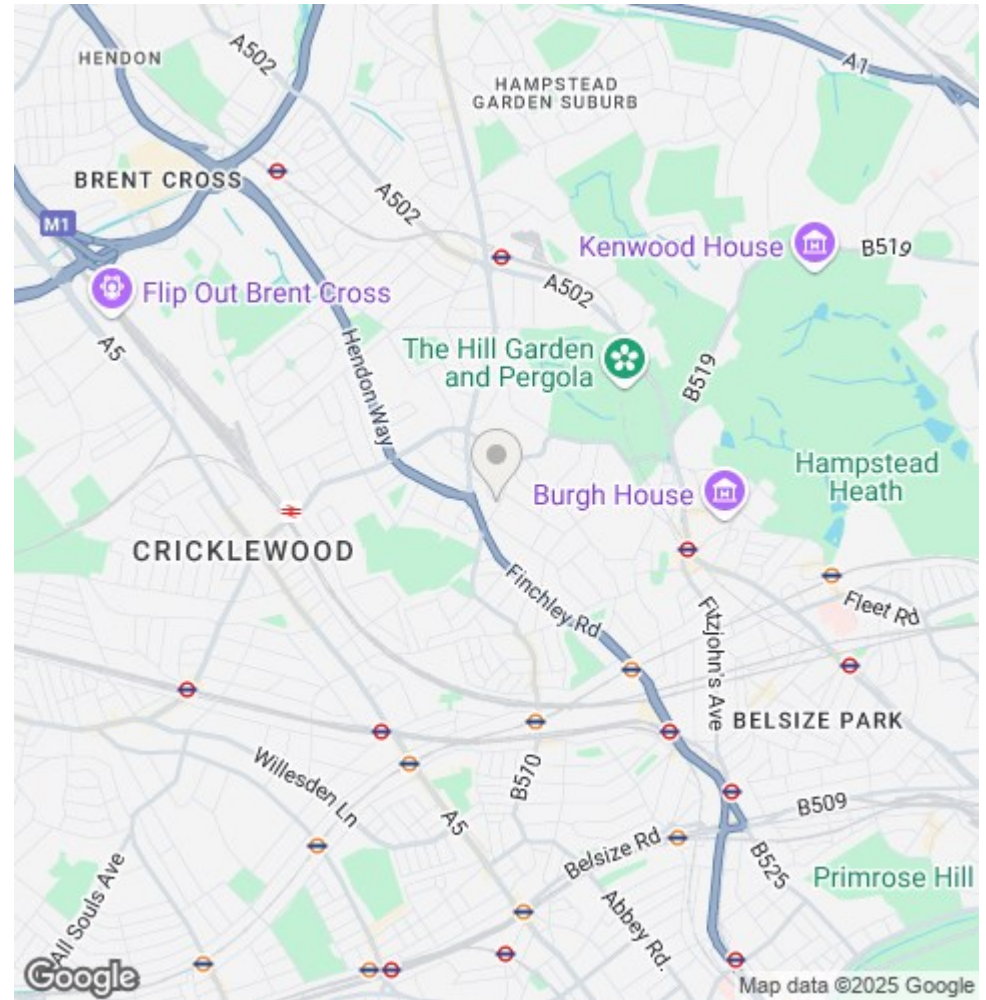 HENDON
A502
A1
HAMPSTEAD
GARDEN SUBURB
BRENT CROSS
A502
M1
Kenwood House
B519
Flip Out Brent Cross
A502
A5
Hendon Way
The Hill Garden
and Pergola
B519
Burgh House
Hampstead
Heath
CRICKLEWOOD
Finchley Rd
Fitzjohn's Ave
Fleet Rd
BELSIZE PARK
Willesden Ln
B510
B509
A5
Belsize Rd
B525
All Souls Ave
Abbey Rd.
Primrose Hill
Google
Map data ©2025 Google